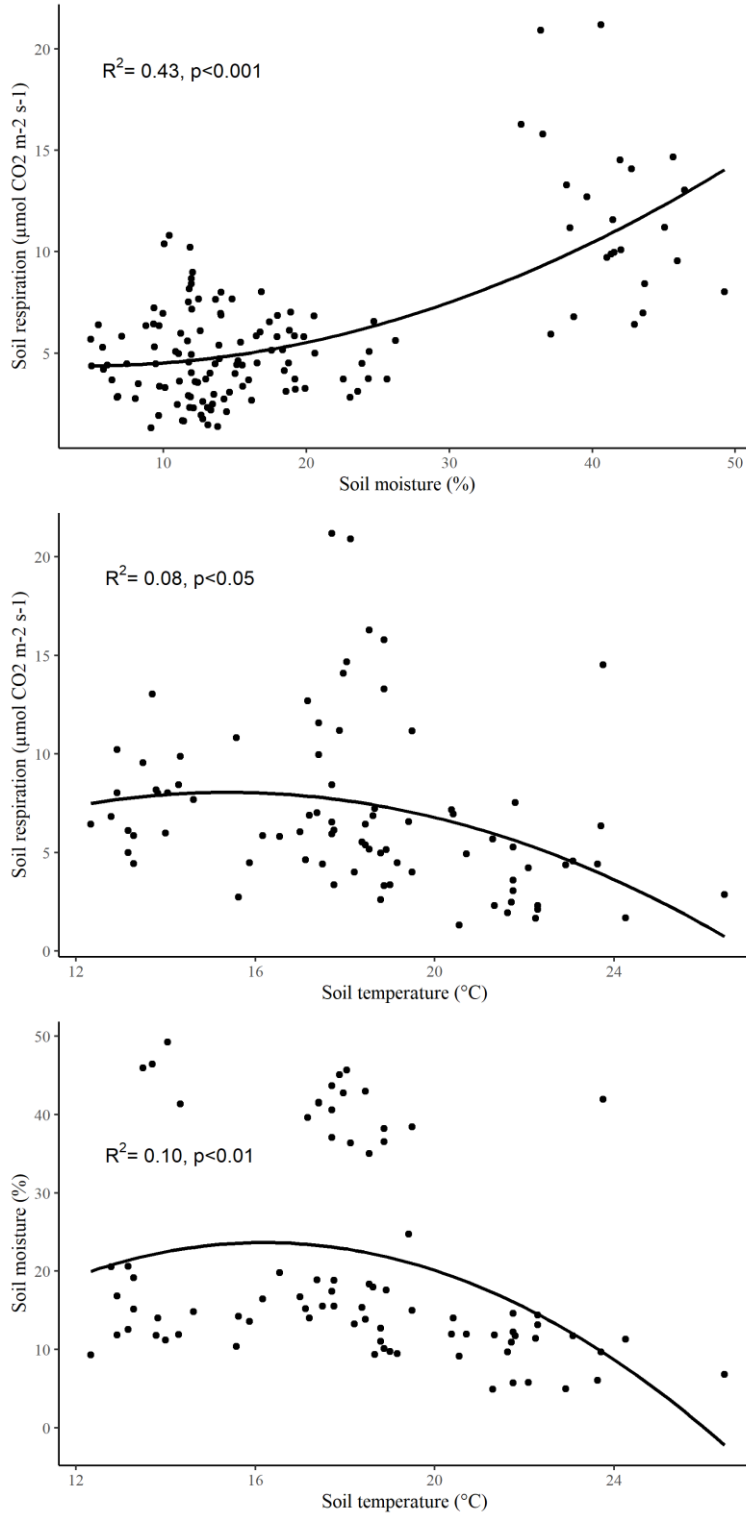 20
15
10
5
Soil respiration (µmol CO2 m-2 s-1)
R²= 0.43, p<0.001
10 20 30 40 50
Soil moisture (%)
20
15
10
5
0
Soil respiration (µmol CO2 m-2 s-1)
R²= 0.08, p<0.05
12 16 20 24
Soil temperature (°C)
50
40
30
20
10
0
Soil moisture (%)
R²= 0.10, p<0.01
12 16 20 24
Soil temperature (°C)